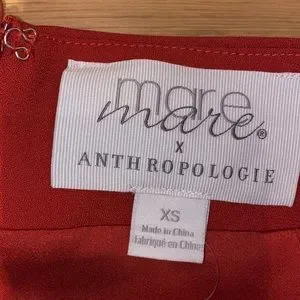 mare
mare®
X
ANTHROPOLOGIE
XS
Made in China
Fabriqué en Chine